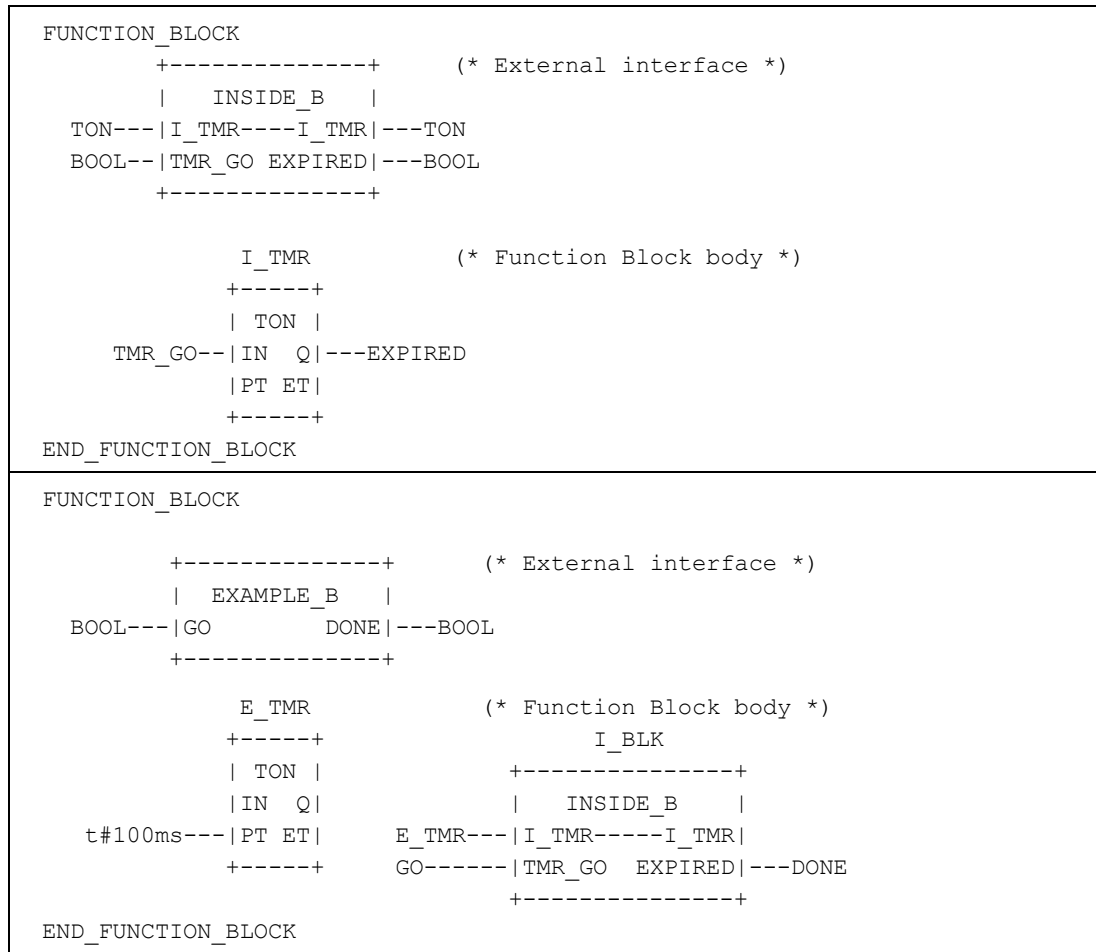 FUNCTION_BLOCK
        +--------------+     (* External interface *)
        |   INSIDE_B   |
  TON---|I_TMR----I_TMR|---TON
  BOOL--|TMR_GO EXPIRED|---BOOL
        +--------------+
              I_TMR          (* Function Block body *)
             +-----+
             | TON |
     TMR_GO--|IN  Q|---EXPIRED
             |PT ET|
             +-----+
END_FUNCTION_BLOCK
FUNCTION_BLOCK
         +--------------+      (* External interface *)
         |  EXAMPLE_B   |
  BOOL---|GO        DONE|---BOOL
         +--------------+
              E_TMR            (* Function Block body *)
             +-----+                   I_BLK
             | TON |             +---------------+
             |IN  Q|             |   INSIDE_B    |
   t#100ms---|PT ET|     E_TMR---|I_TMR-----I_TMR|
             +-----+     GO------|TMR_GO  EXPIRED|---DONE
                                 +---------------+
END_FUNCTION_BLOCK